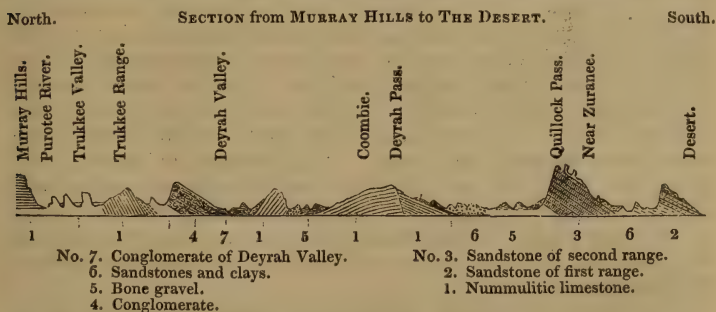 North. SECTION from MURRAY HILLS to THE DESERT. South.
Murray Hills.
Purotee River.
Trukkee Valley.
Trukkee Range.
Deyrah Valley.
Coombie.
Deyrah Pass.
Quillock Pass.
Near Zuranee.
Desert.
1 1 4 7 1 5 1 1 6 5 3 6 2
No. 7. Conglomerate of Deyrah Valley.
6. Sandstones and clays.
5. Bone gravel.
4. Conglomerate.
No. 3. Sandstone of second range.
2. Sandstone of first range.
1. Nummulitic limestone.